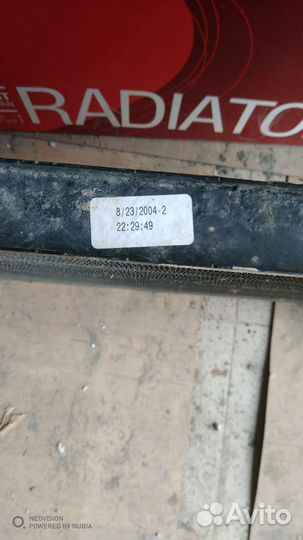 RADIATO
8/23/2004-2
22:29:49
NEOVISION
POWERED BY NUBIA
Avito